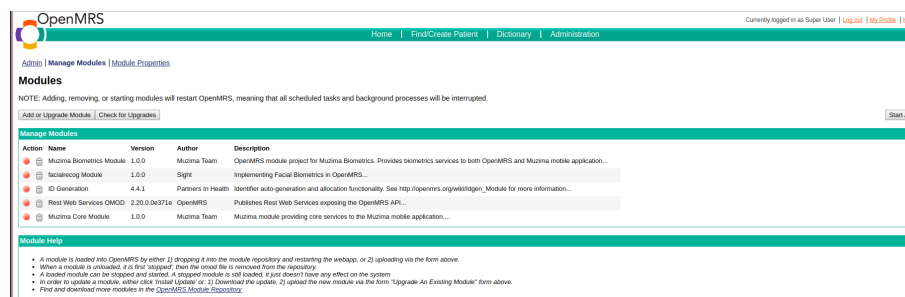 OpenMRS
Currently logged in as Super User | Log out | My Profile |
Home | Find/Create Patient | Dictionary | Administration
Admin | Manage Modules | Module Properties
Modules
NOTE: Adding, removing, or starting modules will restart OpenMRS, meaning that all scheduled tasks and background processes will be interrupted.
Add or Upgrade Module Check for Upgrades Start
Manage Modules
Action Name Version Author Description
Muzima Biometrics Module 1.0.0 Muzima Team OpenMRS module project for Muzima Biometrics. Provides biometrics services to both OpenMRS and Muzima mobile application...
facialrecog Module 1.0.0 Sight Implementing Facial Biometrics in OpenMRS...
ID Generation 4.4.1 Partners In Health Identifier auto-generation and allocation functionality. See http://openmrs.org/wiki/Idgen_Module for more information...
Rest Web Services OMOD 2.20.0.0e371e OpenMRS Publishes Rest Web Services exposing the OpenMRS API...
Muzima Core Module 1.0.0 Muzima Team Muzima module providing core services to the Muzima mobile application....
Module Help
• A module is loaded into OpenMRS by either 1) dropping it into the module repository and restarting the webapp, or 2) uploading via the form above.
• When a module is unloaded, it is first 'stopped', then the omod file is removed from the repository.
• A loaded module can be stopped and started. A stopped module is still loaded, it just doesn't have any effect on the system
• In order to update a module, either click 'Install Update' or: 1) Download the update, 2) upload the new module via the form "Upgrade An Existing Module" form above.
• Find and download more modules in the OpenMRS Module Repository